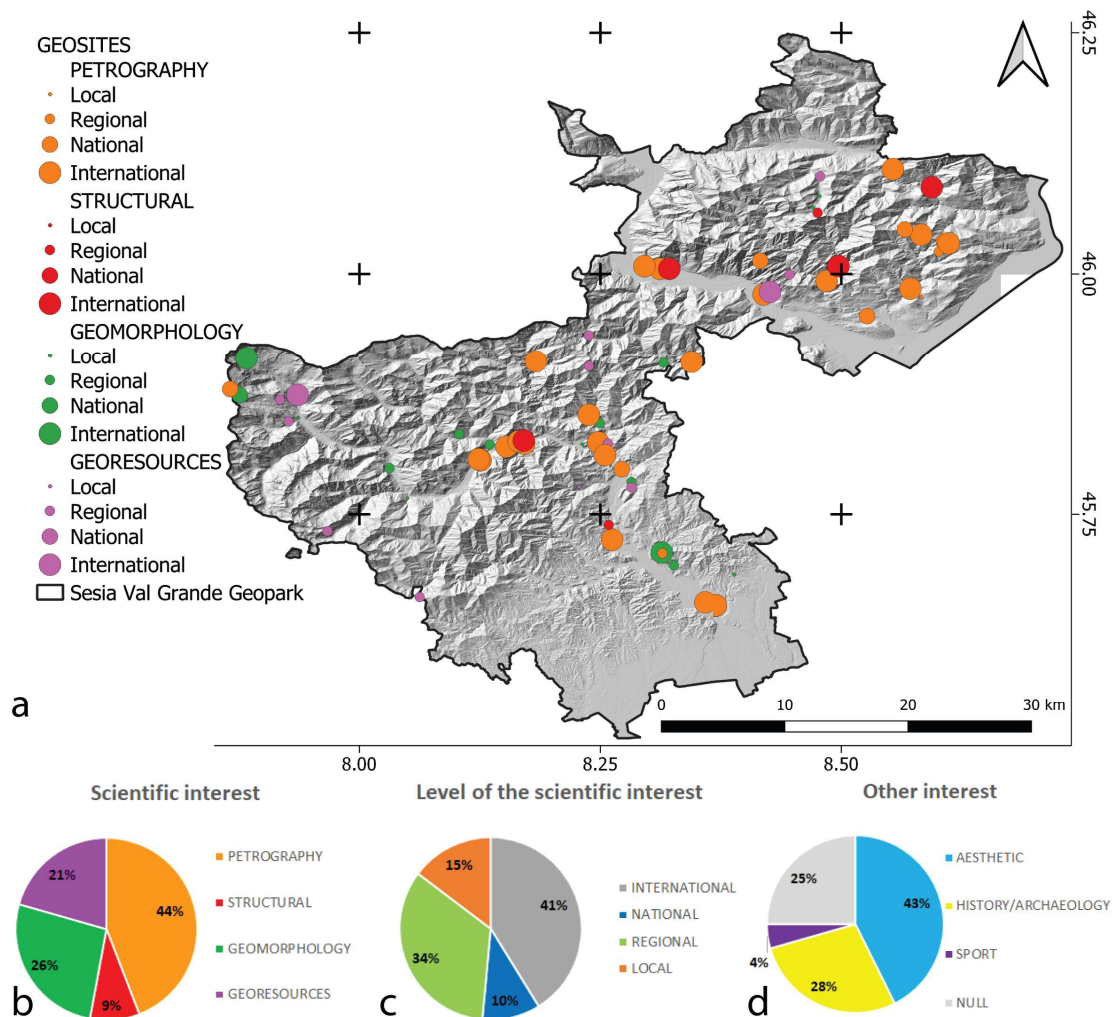 GEOSITES
PETROGRAPHY
Local
Regional
National
International
STRUCTURAL
Local
Regional
National
International
GEOMORPHOLOGY
Local
Regional
National
International
GEORESOURCES
Local
Regional
National
International
Sesia Val Grande Geopark
46.25
46.00
45.75
0 10 20 30 km
8.00 8.25 8.50
a
Scientific interest
44%
9%
26%
21%
PETROGRAPHY
STRUCTURAL
GEOMORPHOLOGY
GEORESOURCES
b
Level of the scientific interest
41%
10%
34%
15%
INTERNATIONAL
NATIONAL
REGIONAL
LOCAL
c
Other interest
43%
28%
4%
25%
AESTHETIC
HISTORY/ARCHAEOLOGY
SPORT
NULL
d